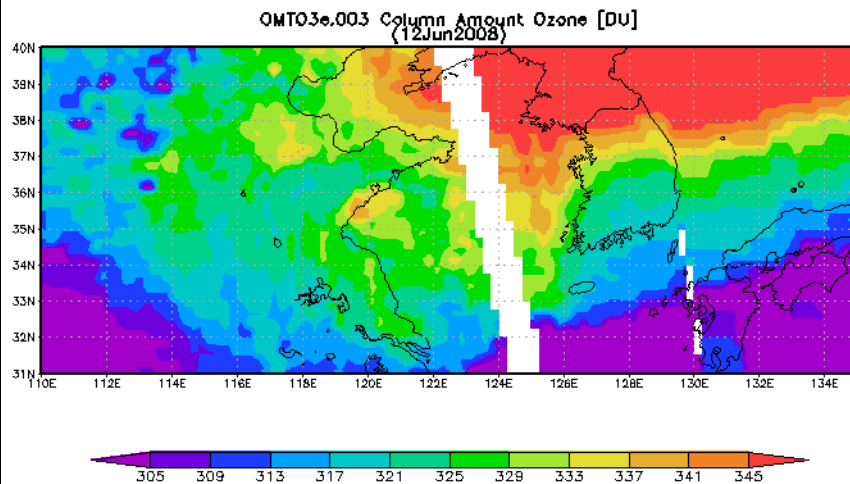 OMTO3e.003 Column Amount Ozone [DU]
(12Jun2008)
40N
39N
38N
37N
36N
35N
34N
33N
32N
31N
110E 112E 114E 116E 118E 120E 122E 124E 126E 128E 130E 132E 134E
305 309 313 317 321 325 329 333 337 341 345